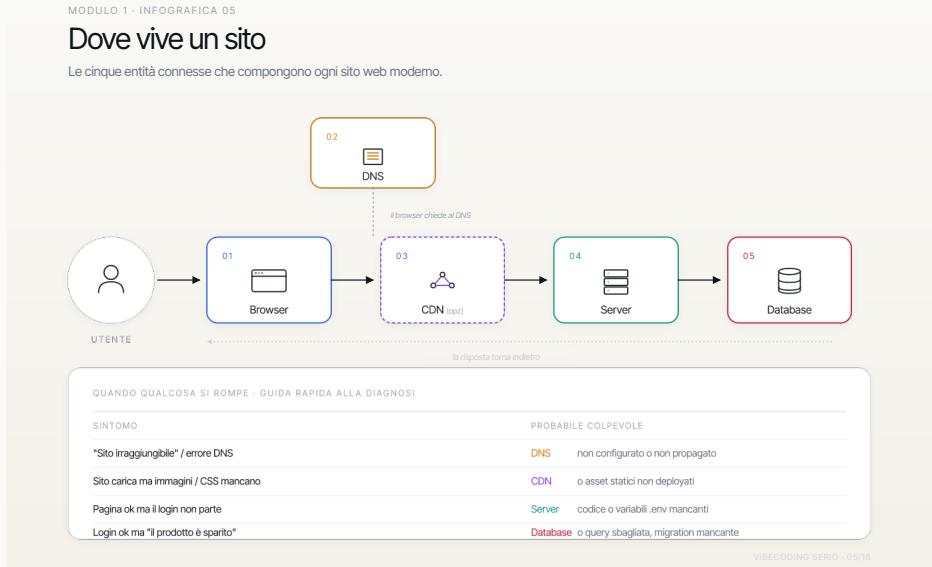 MODULO 1 · INFOGRAFICA 05
Dove vive un sito
Le cinque entità connesse che compongono ogni sito web moderno.
02
DNS
il browser chiede al DNS
01
Browser
03
CDN (opz)
04
Server
05
Database
UTENTE
la risposta torna indietro
QUANDO QUALCOSA SI ROMPE · GUIDA RAPIDA ALLA DIAGNOSI
SINTOMO PROBABILE COLPEVOLE
"Sito irraggiungibile" / errore DNS DNS non configurato o non propagato
Sito carica ma immagini / CSS mancano CDN o asset statici non deployati
Pagina ok ma il login non parte Server codice o variabili .env mancanti
Login ok ma "il prodotto è sparito" Database o query sbagliata, migration mancante
VIBECODING SERIO · 05/16